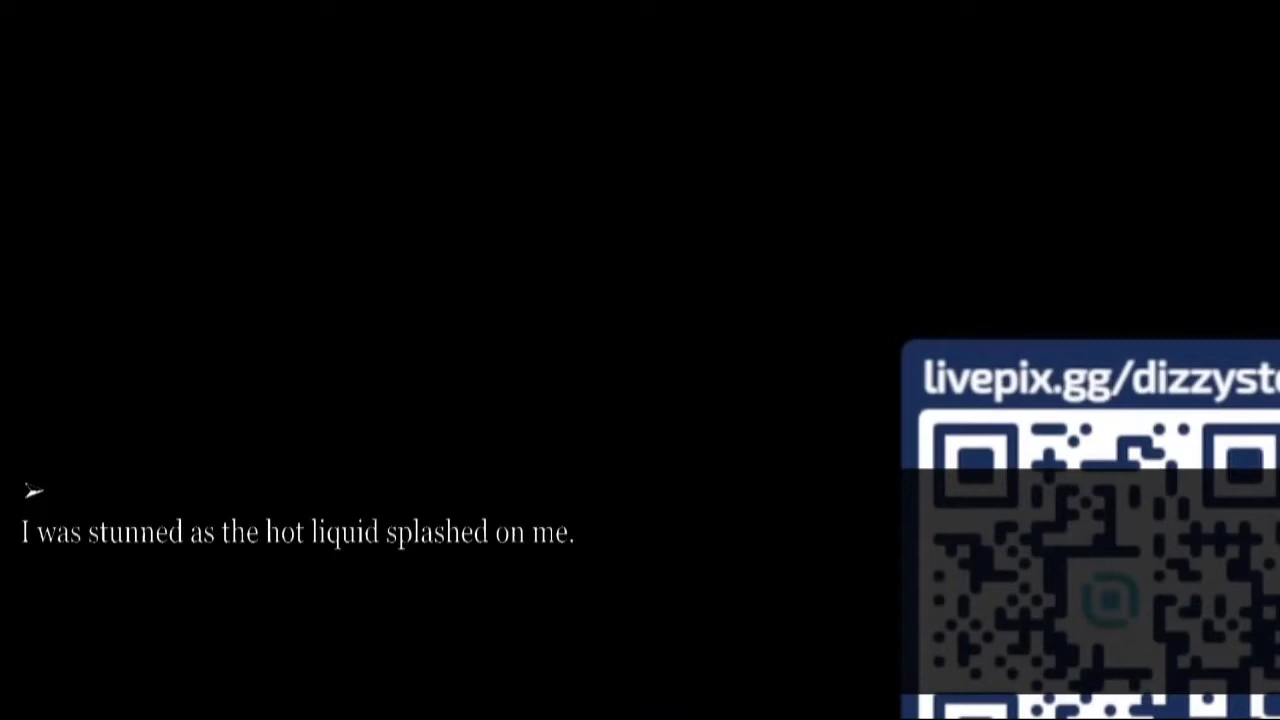 livepix.gg/dizzyst
I was stunned as the hot liquid splashed on me.